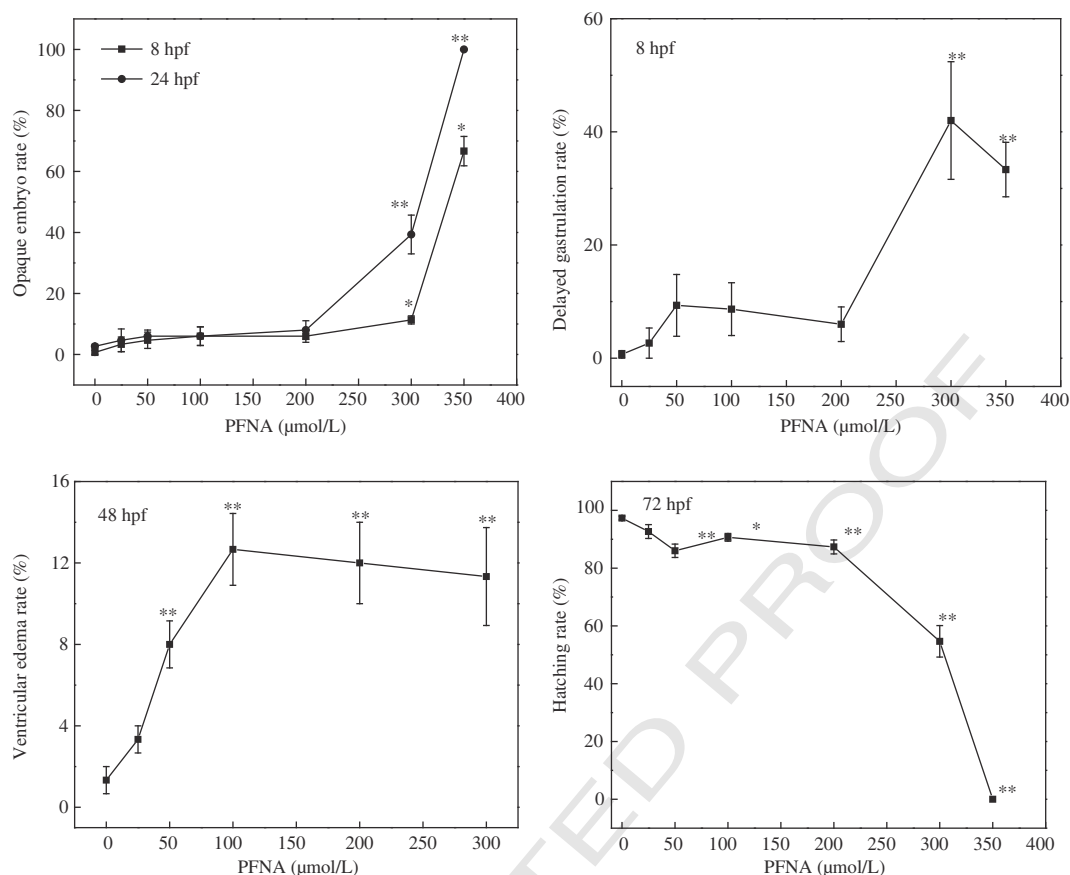 100
80
60
40
20
0
8 hpf
24 hpf
**
*
**
*
Opaque embryo rate (%)
0 50 100 150 200 250 300 350 400
PFNA (μmol/L)
60
40
20
0
8 hpf
**
**
Delayed gastrulation rate (%)
0 50 100 150 200 250 300 350 400
PFNA (μmol/L)
16
12
8
4
0
48 hpf
**
**
**
**
Ventricular edema rate (%)
0 50 100 150 200 250 300
PFNA (μmol/L)
100
80
60
40
20
0
72 hpf
**
*
**
**
**
Hatching rate (%)
0 50 100 150 200 250 300 350 400
PFNA (μmol/L)
TED PROOF